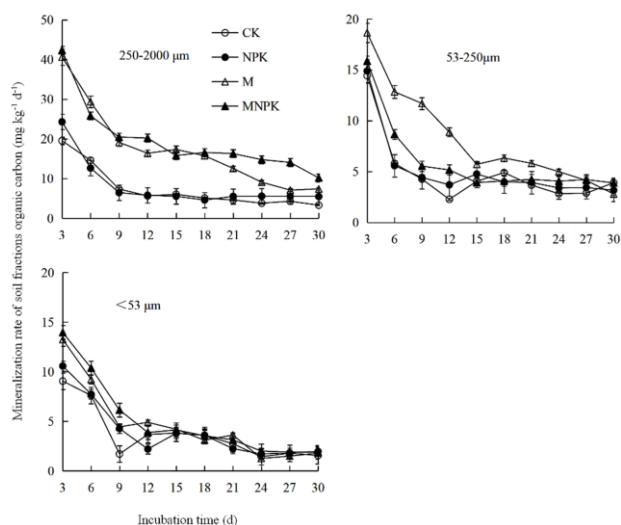 Mineralization rate of soil fractions organic carbon (mg kg⁻¹ d⁻¹)
50
40
30
20
10
0
250-2000 μm
CK
NPK
M
MNPK
3 6 9 12 15 18 21 24 27 30
20
15
10
5
0
53-250μm
3 6 9 12 15 18 21 24 27 30
20
15
10
5
0
<53 μm
3 6 9 12 15 18 21 24 27 30
Incubation time (d)